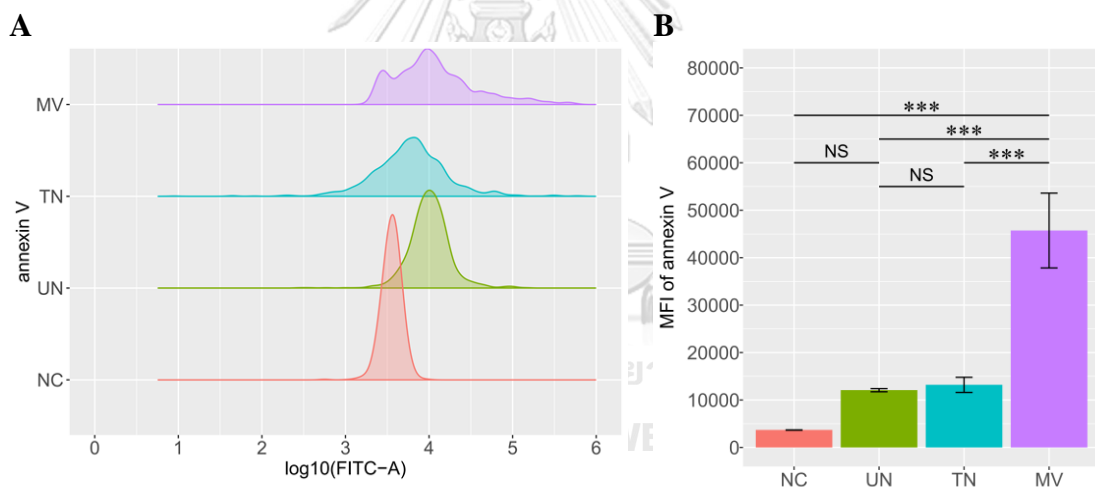 A
B
MV
TN
UN
NC
annexin V
0 1 2 3 4 5 6
log10(FITC−A)
80000
70000
60000
50000
40000
30000
20000
10000
0
MFI of annexin V
***
***
NS
***
NS
NC UN TN MV